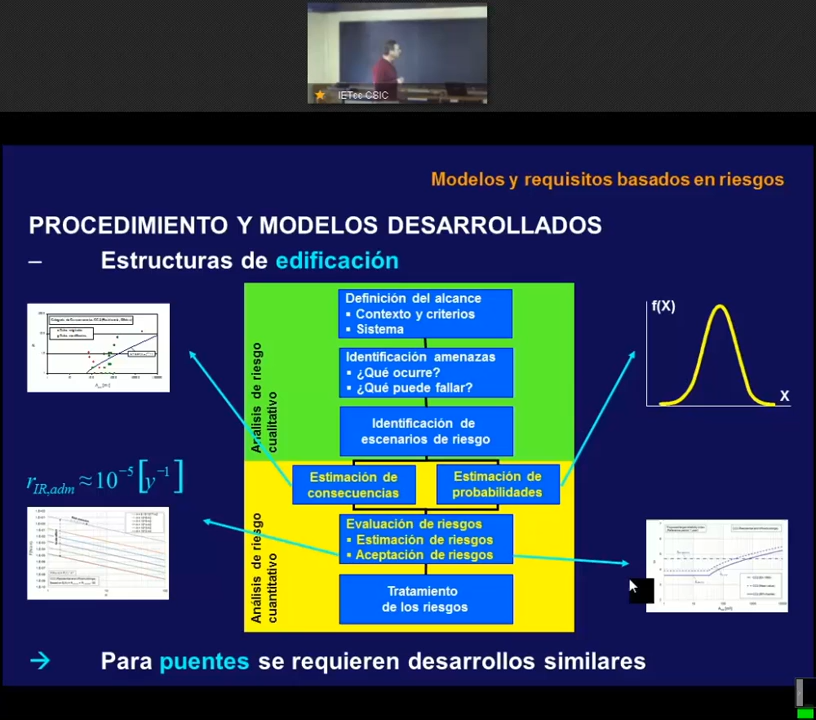 IETcc CSIC
Modelos y requisitos basados en riesgos
PROCEDIMIENTO Y MODELOS DESARROLLADOS
– Estructuras de edificación
Definición del alcance
▪ Contexto y criterios
▪ Sistema
Identificación amenazas
▪ ¿Qué ocurre?
▪ ¿Qué puede fallar?
Identificación de
escenarios de riesgo
Análisis de riesgo
cualitativo
f(X)
X
Estimación de
consecuencias
Estimación de
probabilidades
r_IR,adm ≈ 10^-5 [y^-1]
Evaluación de riesgos
▪ Estimación de riesgos
▪ Aceptación de riesgos
Tratamiento
de los riesgos
Análisis de riesgo
cuantitativo
→ Para puentes se requieren desarrollos similares